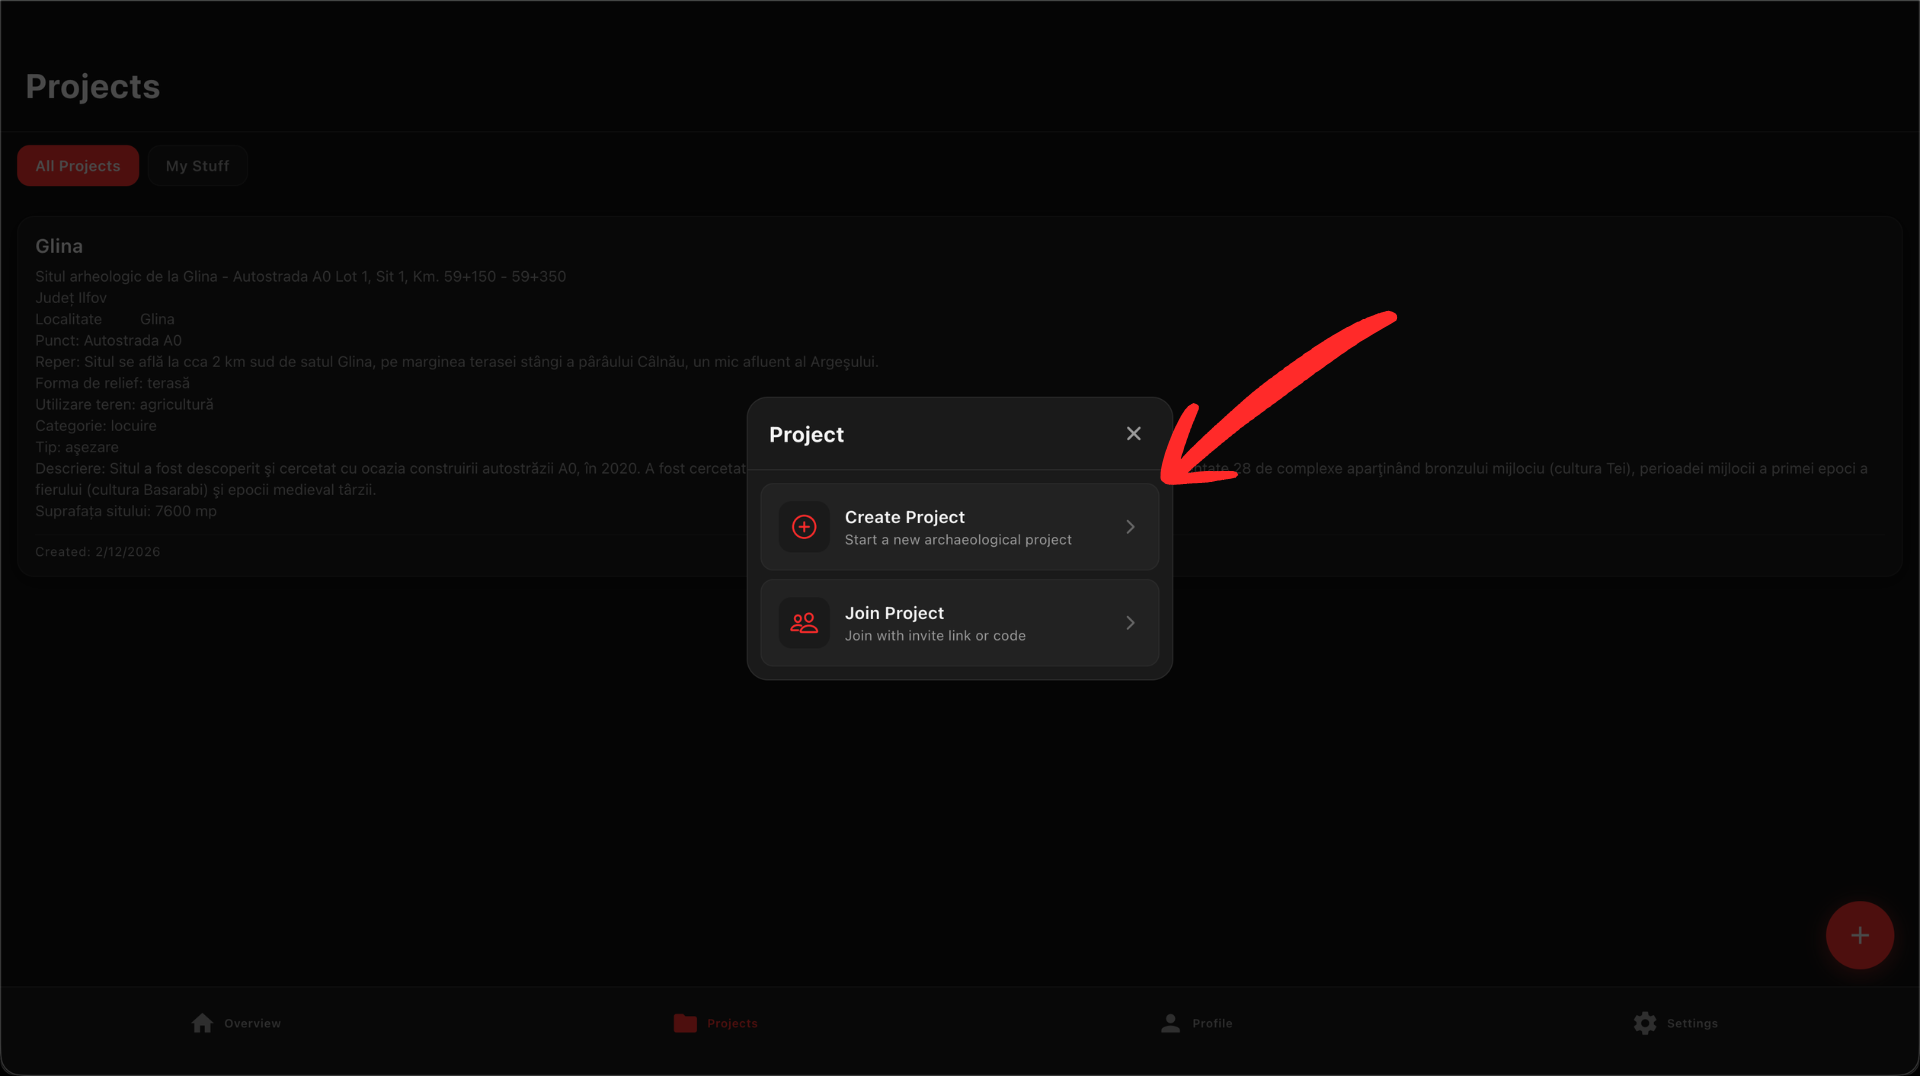 Projects
All Projects
My Stuff
Glina
Situl arheologic de la Glina - Autostrada A0 Lot 1, Sit 1, Km. 59+150 - 59+350
Județ Ilfov
Localitate Glina
Punct: Autostrada A0
Reper: Situl se află la cca 2 km sud de satul Glina, pe marginea terasei stângi a pârâului Câlnău, un mic afluent al Argeşului.
Forma de relief: terasă
Utilizare teren: agricultură
Categorie: locuire
Tip: aşezare
Descriere: Situl a fost descoperit şi cercetat cu ocazia construirii autostrăzii A0, în 2020. A fost cercetat ntate 28 de complexe aparţinând bronzului mijlociu (cultura Tei), perioadei mijlocii a primei epoci a
fierului (cultura Basarabi) şi epocii medieval târzii.
Suprafața sitului: 7600 mp
Created: 2/12/2026
Project
Create Project
Start a new archaeological project
Join Project
Join with invite link or code
Overview
Projects
Profile
Settings